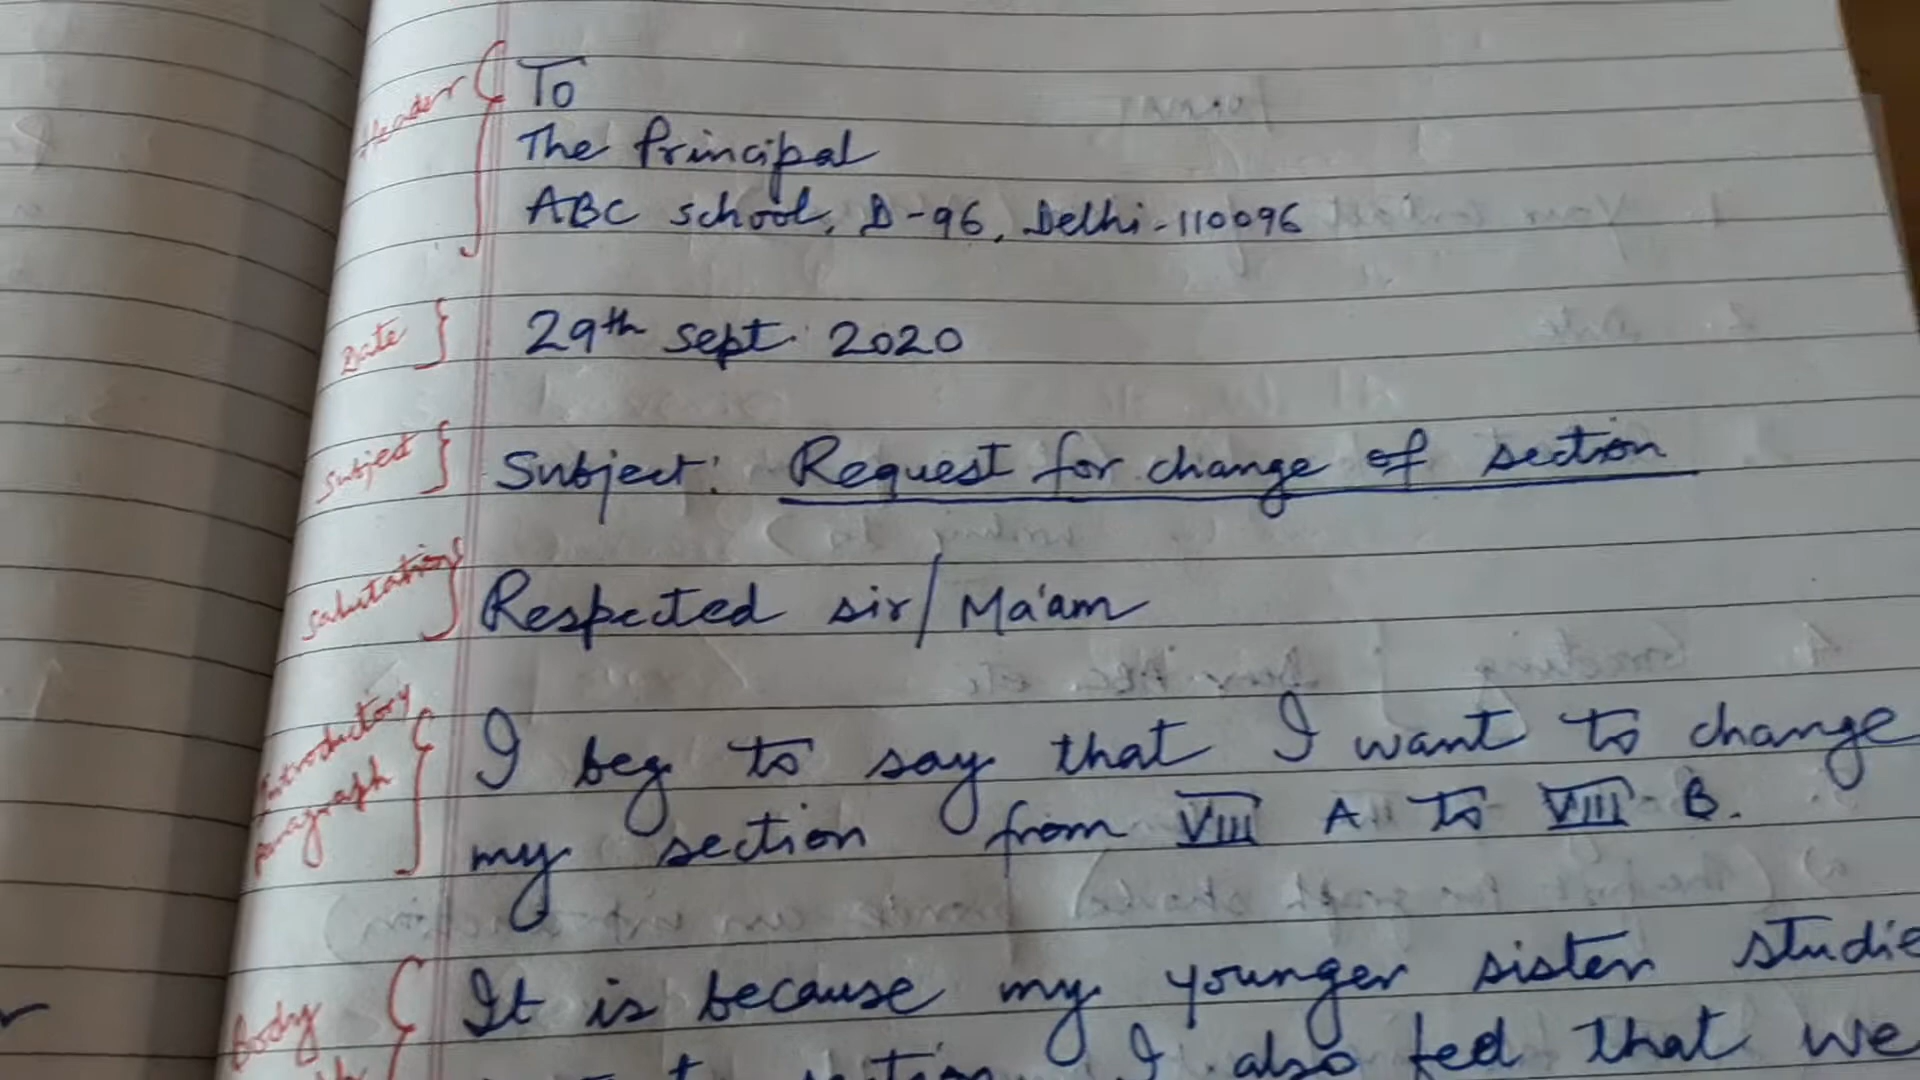 Header To
The Principal
ABC school, D-96, Delhi-110096
Date 29th sept. 2020
Subject Subject: Request for change of section
Salutation Respected sir/Ma'am
Introductory I beg to say that I want to change
paragraph my section from VIII A to VIII B.
Body It is because my younger sister studie
I also feel that we